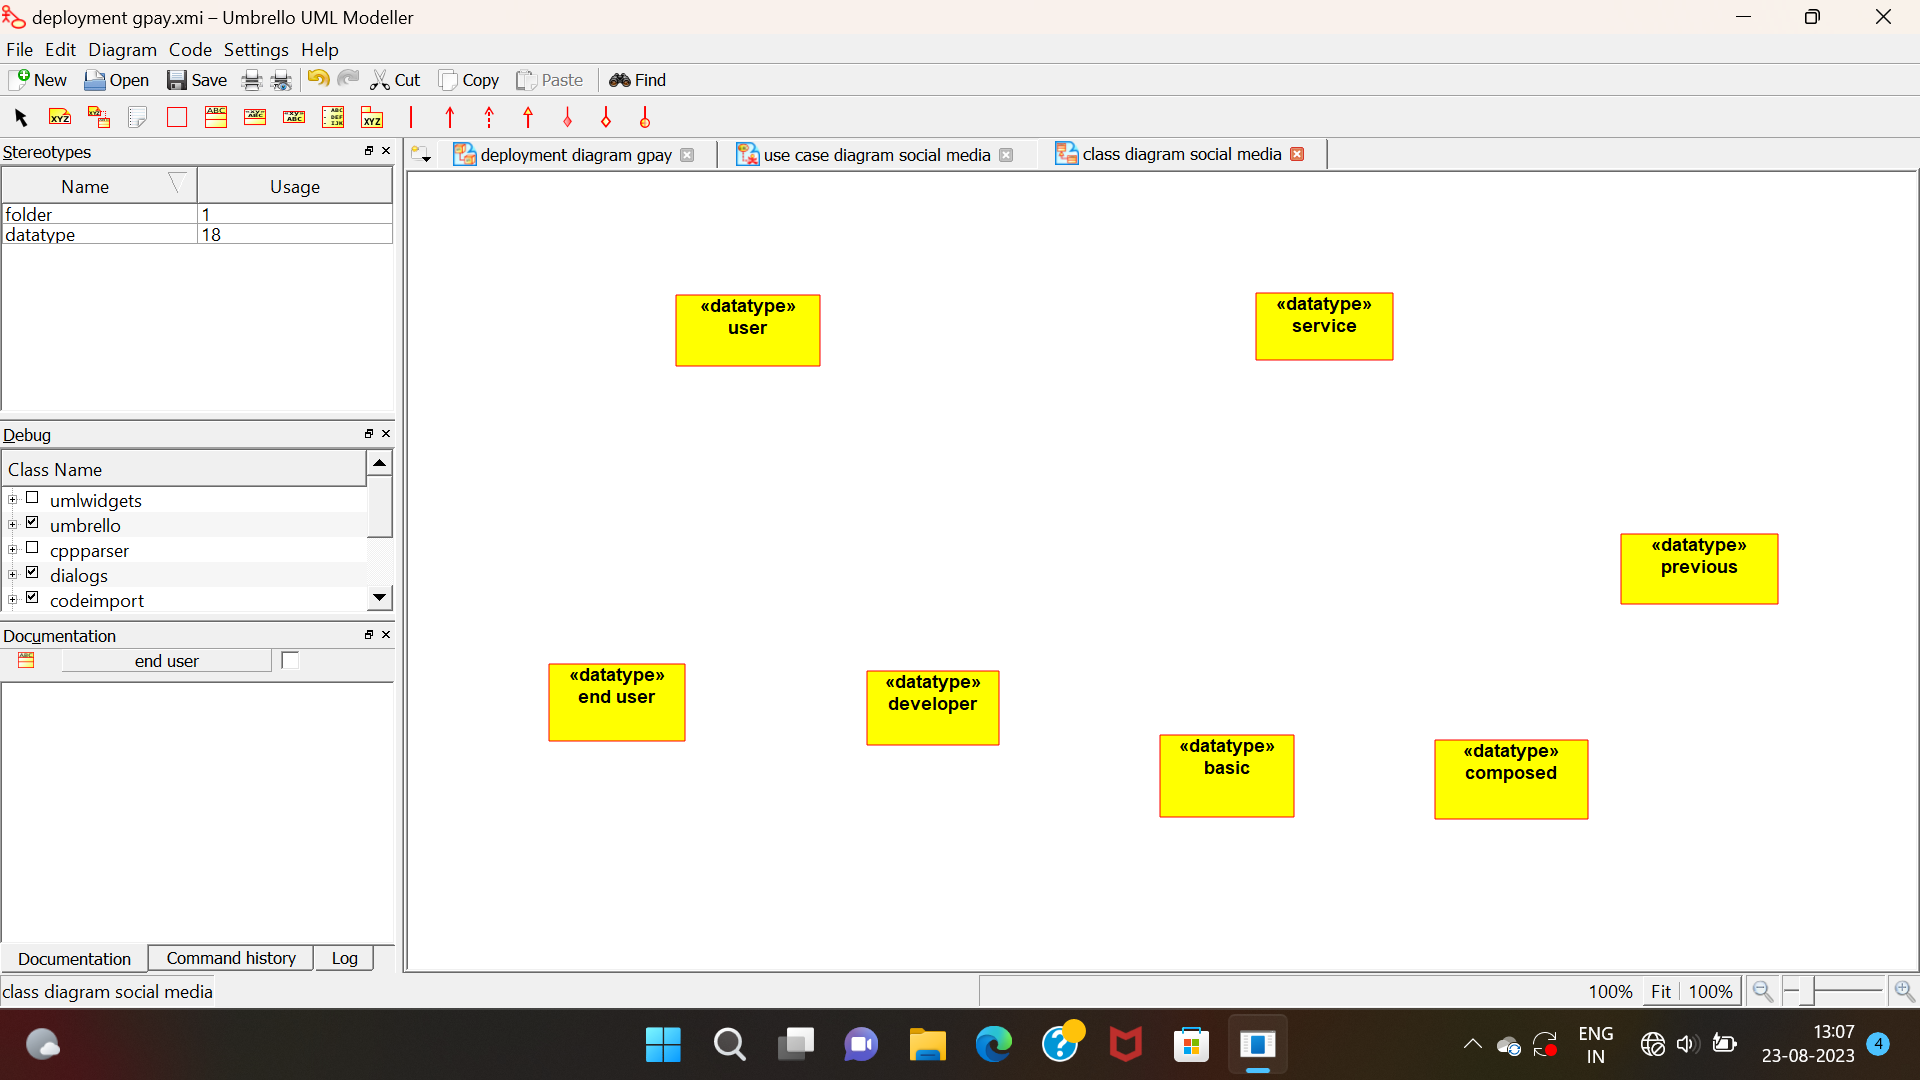 deployment gpay.xmi – Umbrello UML Modeller
File Edit Diagram Code Settings Help
New Open Save Cut Copy Paste Find
Stereotypes
Name Usage
folder 1
datatype 18
Debug
Class Name
umlwidgets
umbrello
cppparser
dialogs
codeimport
Documentation
end user
Documentation Command history Log
deployment diagram gpay use case diagram social media class diagram social media
«datatype»
user
«datatype»
service
«datatype»
previous
«datatype»
end user
«datatype»
developer
«datatype»
basic
«datatype»
composed
class diagram social media
100% Fit 100%
ENG
IN
13:07
23-08-2023
4